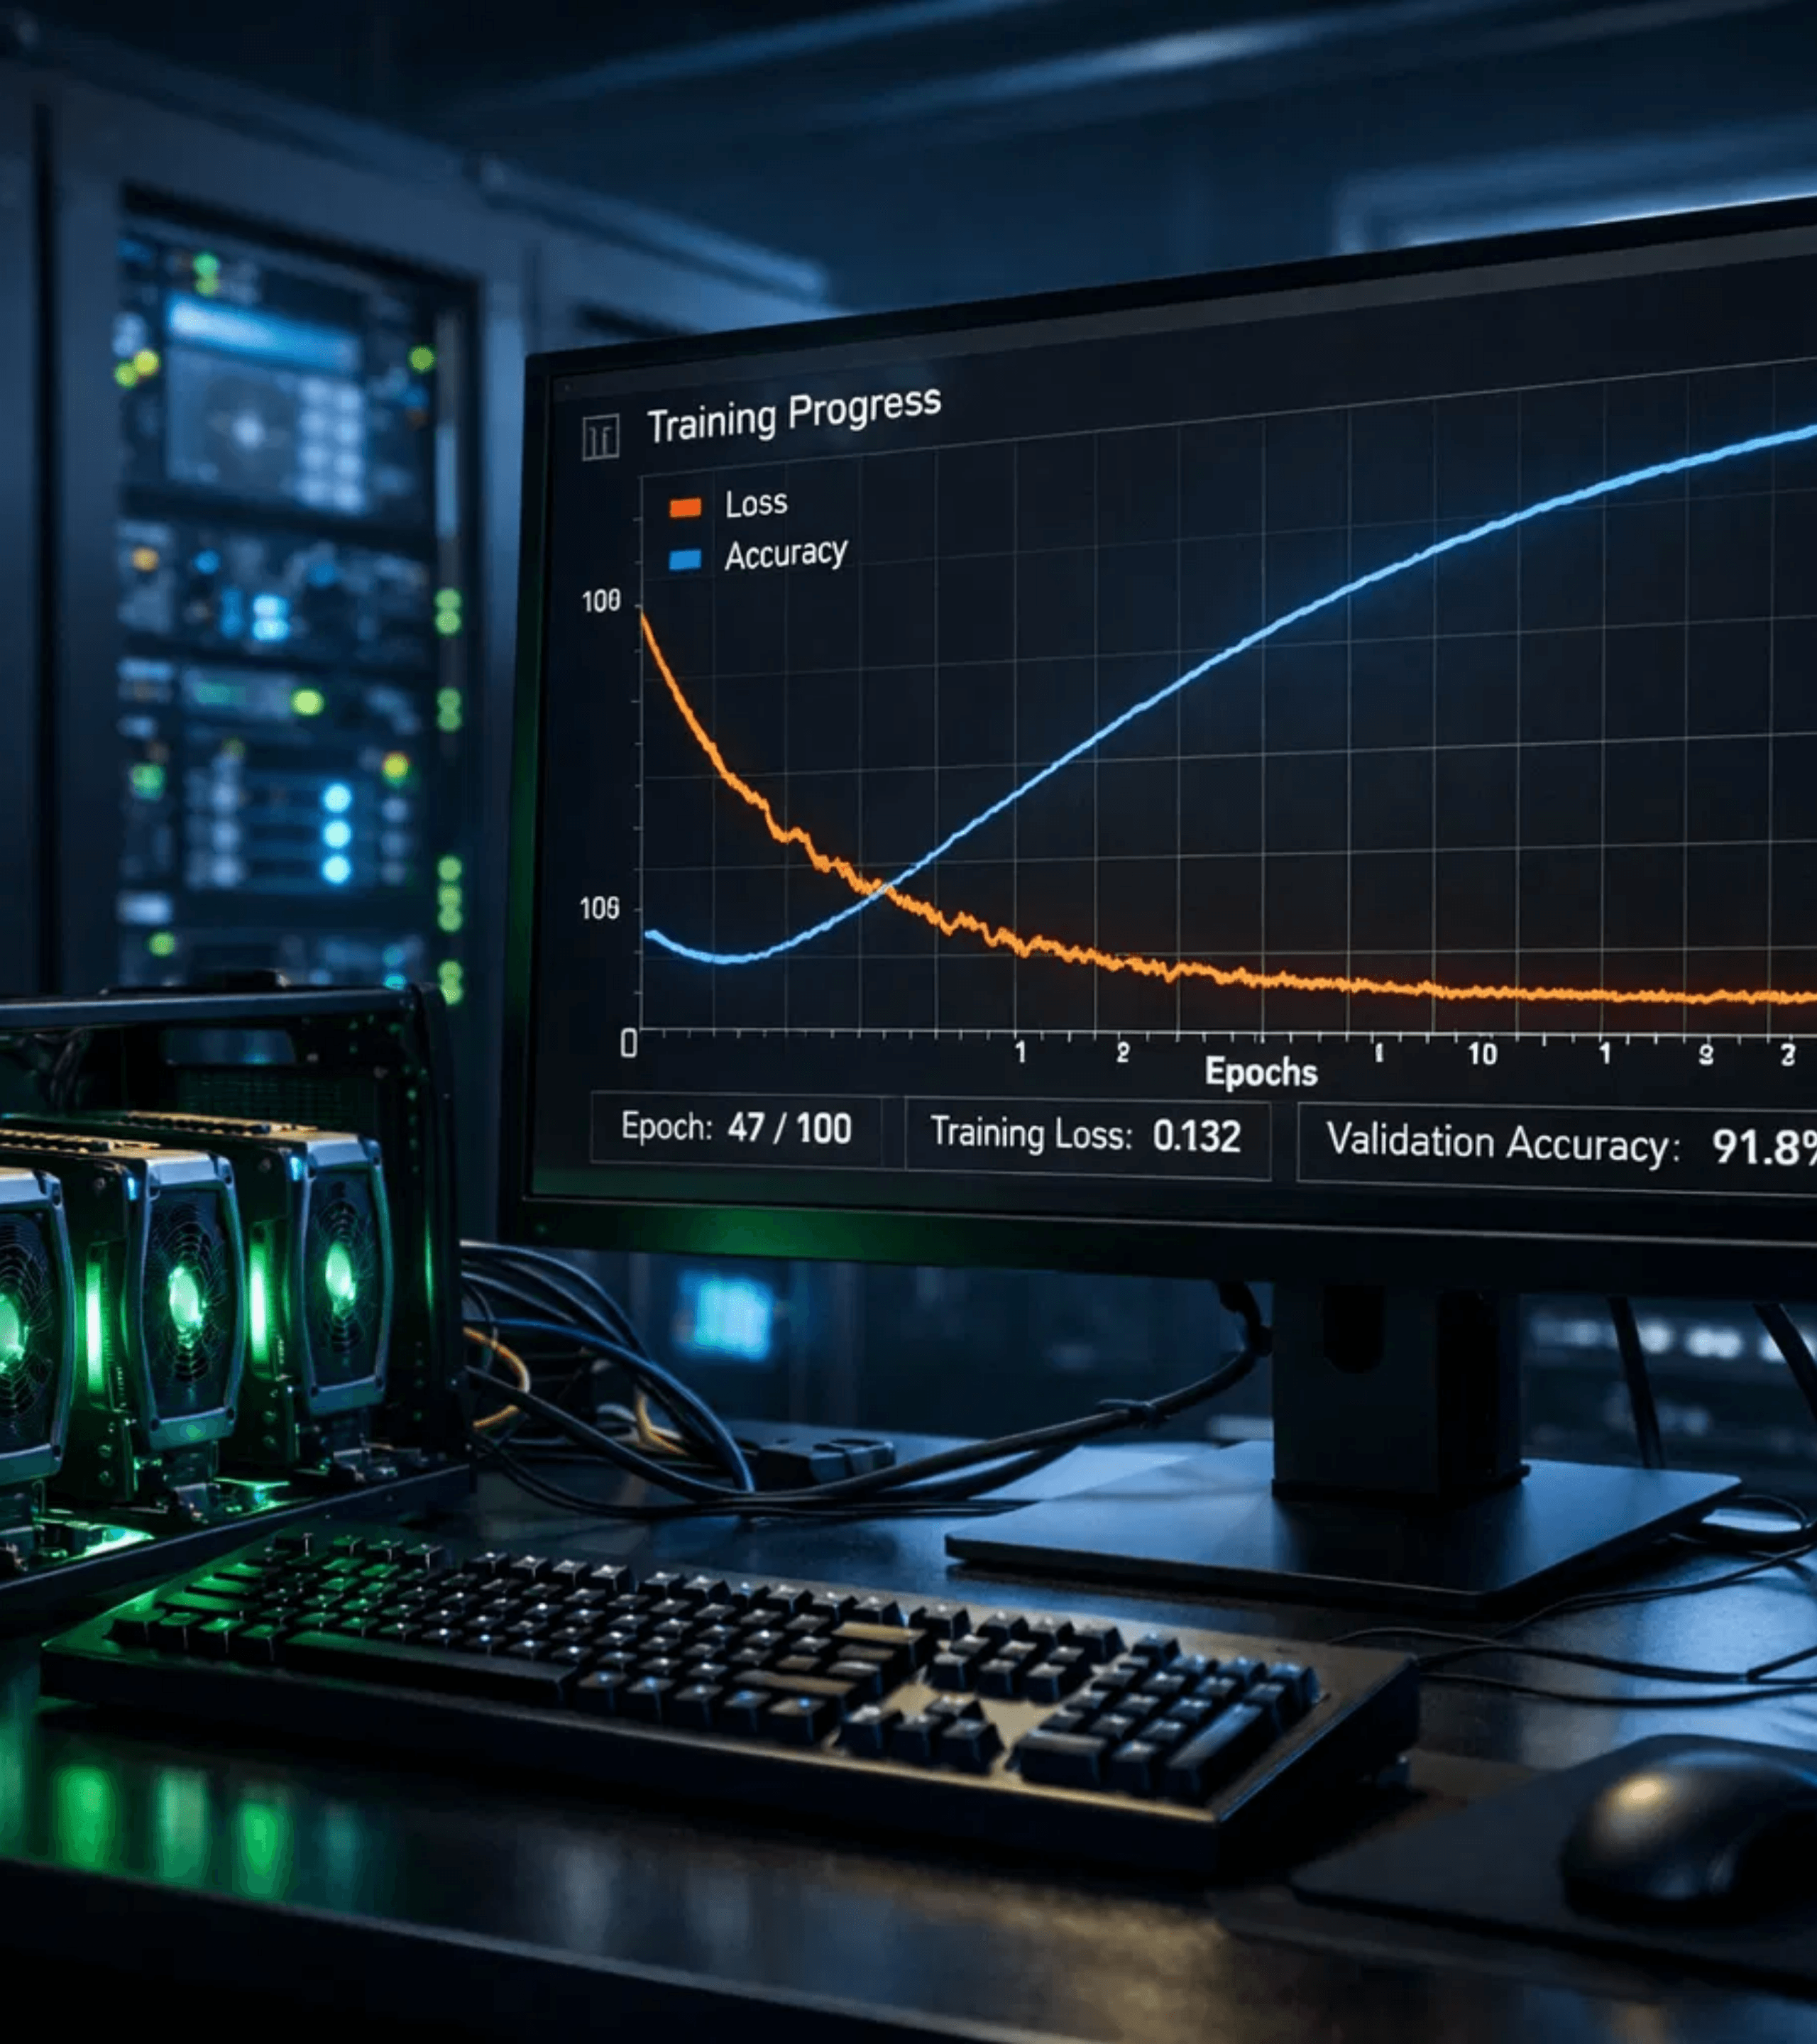 Training Progress
Loss
Accuracy
100
0
1 2 1 10 1 2
Epochs
Epoch: 47 / 100
Training Loss: 0.132
Validation Accuracy: 91.8%